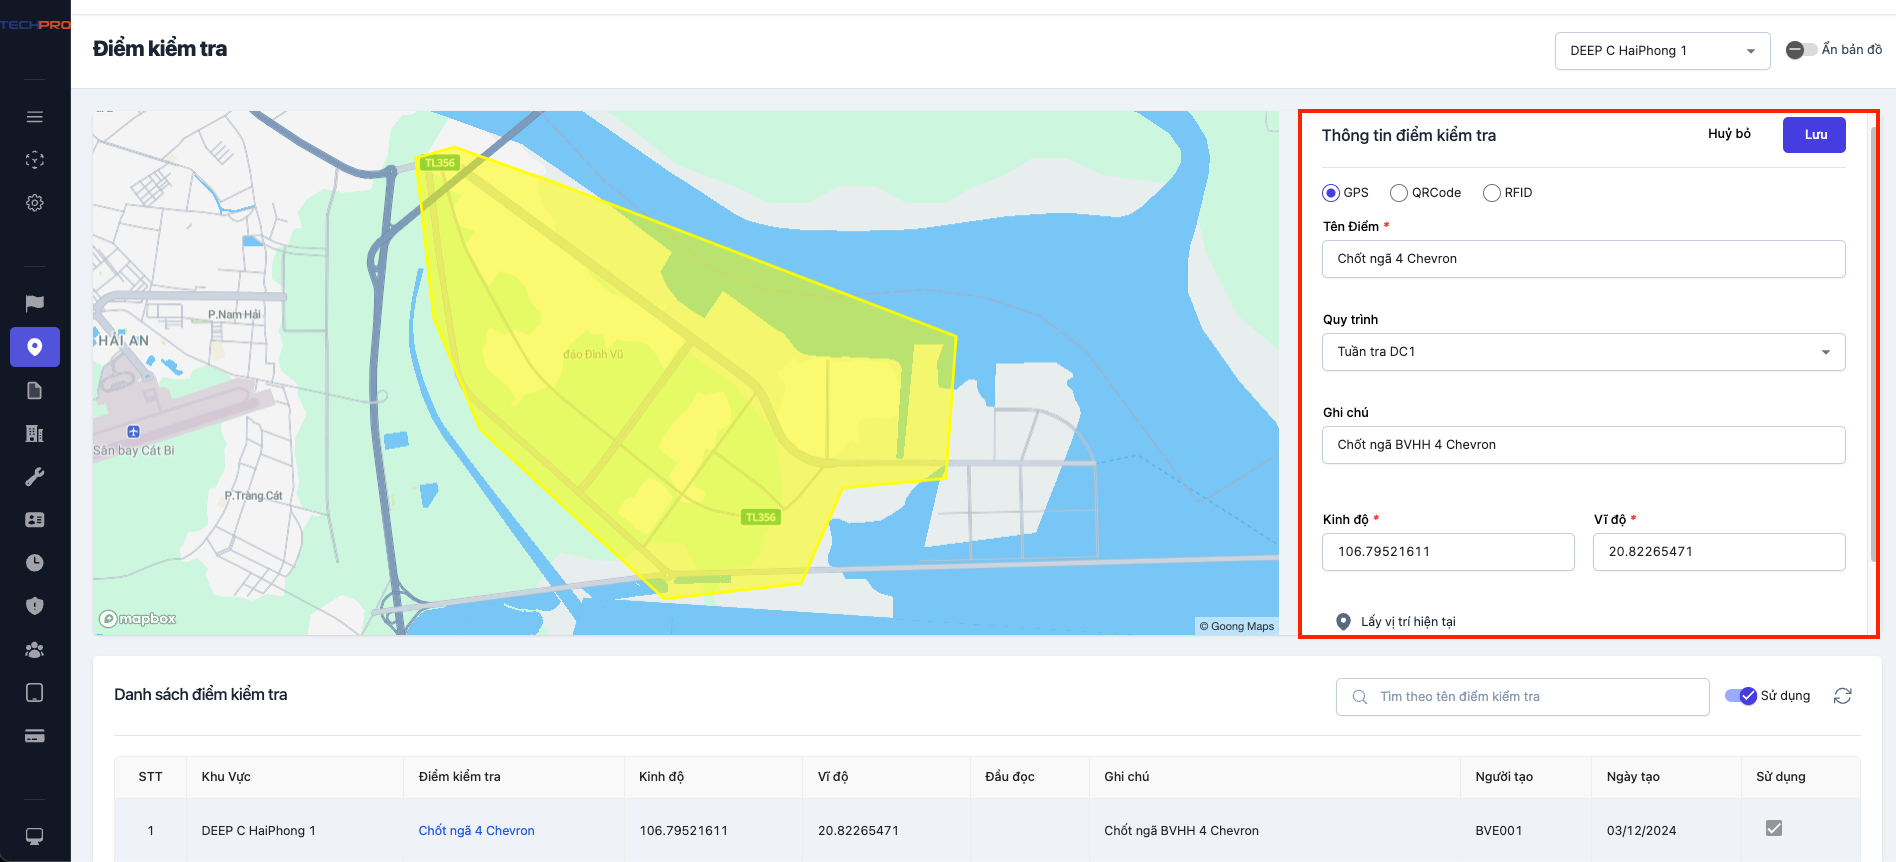 TECHPRO
Điểm kiểm tra
DEEP C HaiPhong 1
Ẩn bản đồ
TL356
P.Nam Hải
HẢI AN
đảo Đình Vũ
Sân bay Cát Bi
P.Tràng Cát
TL356
mapbox
© Goong Maps
Thông tin điểm kiểm tra
Huỷ bỏ
Lưu
GPS
QRCode
RFID
Tên Điểm *
Chốt ngã 4 Chevron
Quy trình
Tuần tra DC1
Ghi chú
Chốt ngã BVHH 4 Chevron
Kinh độ *
Vĩ độ *
106.79521611
20.82265471
Lấy vị trí hiện tại
Danh sách điểm kiểm tra
Tìm theo tên điểm kiểm tra
Sử dụng
STT Khu Vực Điểm kiểm tra Kinh độ Vĩ độ Đầu đọc Ghi chú Người tạo Ngày tạo Sử dụng
1 DEEP C HaiPhong 1 Chốt ngã 4 Chevron 106.79521611 20.82265471 Chốt ngã BVHH 4 Chevron BVE001 03/12/2024